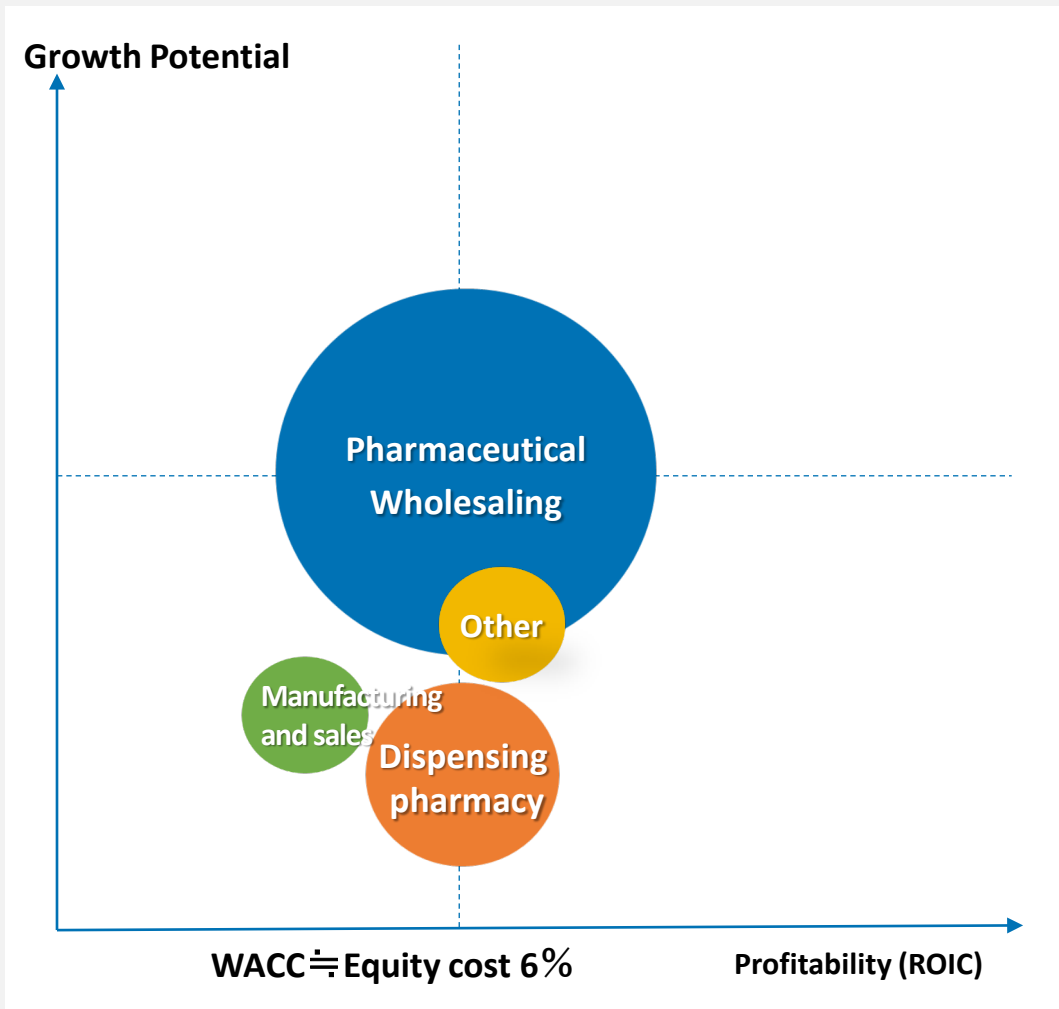 Growth Potential
Pharmaceutical
Wholesaling
Other
Manufacturing
and sales
Dispensing
pharmacy
WACC≒Equity cost 6%
Profitability (ROIC)